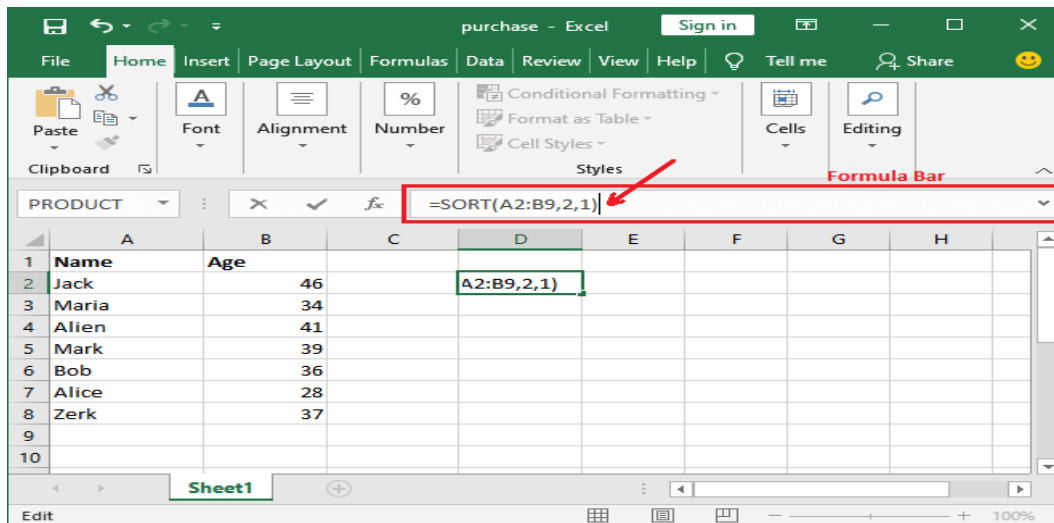 purchase - Excel Sign in
File Home Insert Page Layout Formulas Data Review View Help Tell me Share
Paste Font Alignment Number Conditional Formatting Cells Editing
% Format as Table
Cell Styles
Clipboard Styles
Formula Bar
PRODUCT fx =SORT(A2:B9,2,1)
A B C D E F G H
1 Name Age
2 Jack 46 A2:B9,2,1)
3 Maria 34
4 Alien 41
5 Mark 39
6 Bob 36
7 Alice 28
8 Zerk 37
9
10
Sheet1
Edit 100%